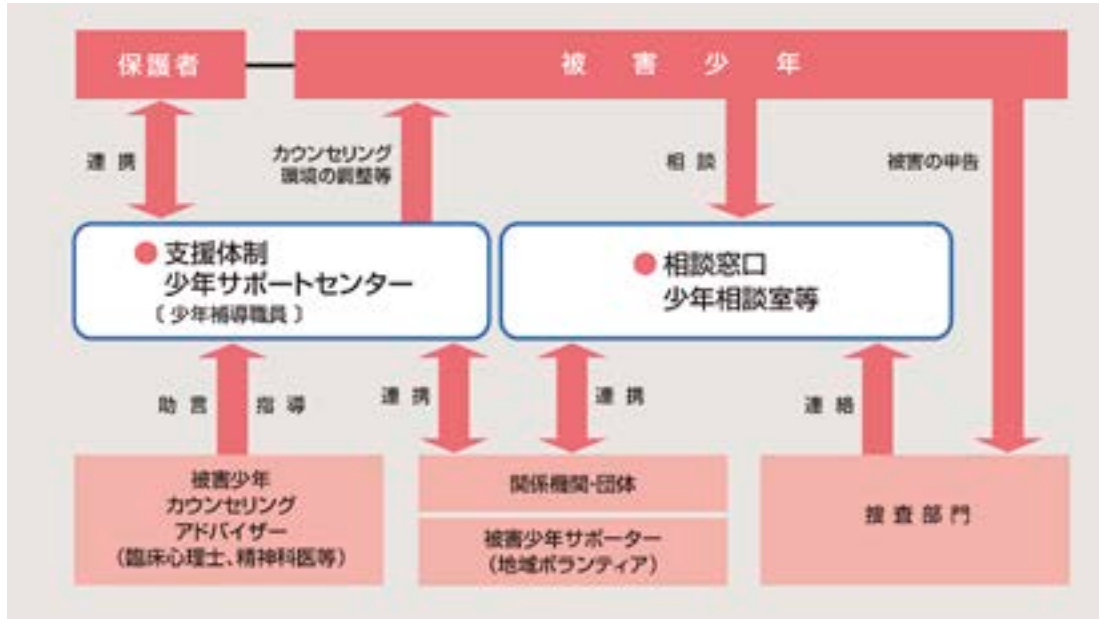 保護者
被害少年
連携
カウンセリング
環境の調整等
相談
被害の申告
●支援体制
少年サポートセンター
〔少年補導職員〕
●相談窓口
少年相談室等
助言
指導
連携
連携
連絡
被害少年
カウンセリング
アドバイザー
（臨床心理士、精神科医等）
関係機関・団体
被害少年サポーター
（地域ボランティア）
捜査部門